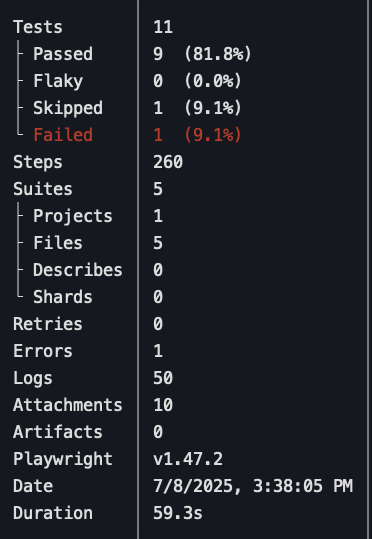 Tests 11
Passed 9 (81.8%)
Flaky 0 (0.0%)
Skipped 1 (9.1%)
Failed 1 (9.1%)
Steps 260
Suites 5
Projects 1
Files 5
Describes 0
Shards 0
Retries 0
Errors 1
Logs 50
Attachments 10
Artifacts 0
Playwright v1.47.2
Date 7/8/2025, 3:38:05 PM
Duration 59.3s